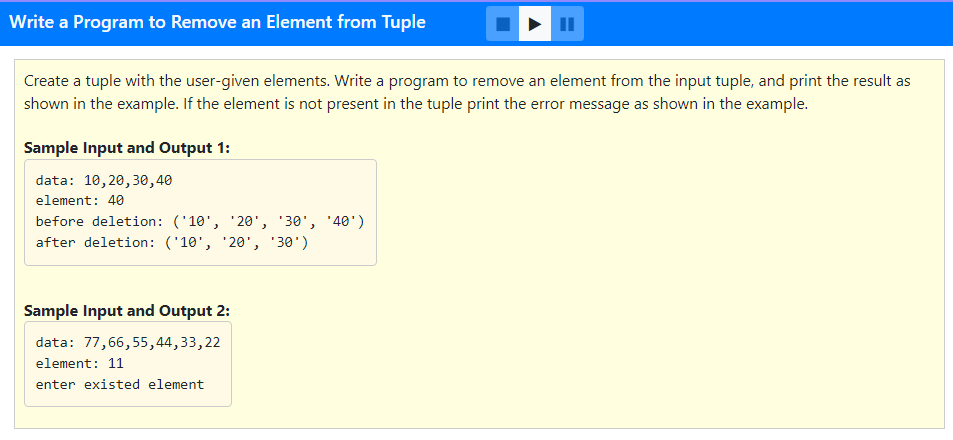 Write a Program to Remove an Element from Tuple
Create a tuple with the user-given elements. Write a program to remove an element from the input tuple, and print the result as
shown in the example. If the element is not present in the tuple print the error message as shown in the example.
Sample Input and Output 1:
data: 10,20,30,40
element: 40
before deletion: ('10', '20', '30', '40')
after deletion: ('10', '20', '30')
Sample Input and Output 2:
data: 77,66,55,44,33,22
element: 11
enter existed element